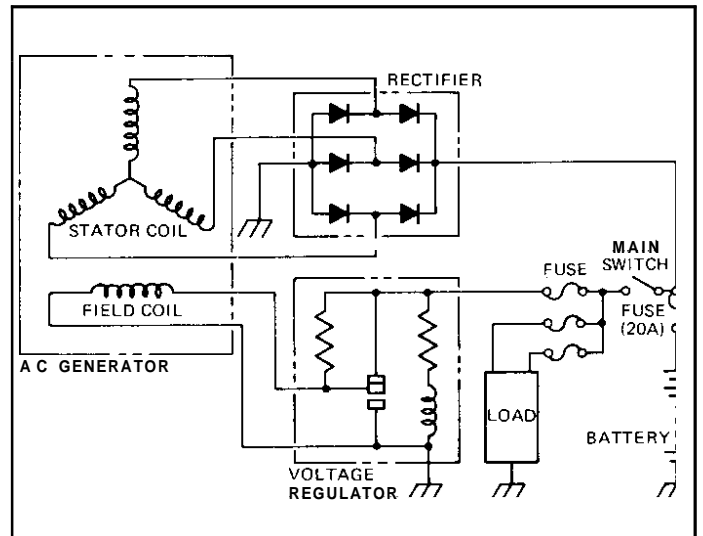 RECTIFIER
STATOR COIL
MAIN
SWITCH
FUSE
FIELD COIL
FUSE
(20A)
A C GENERATOR
LOAD
BATTERY
VOLTAGE
REGULATOR